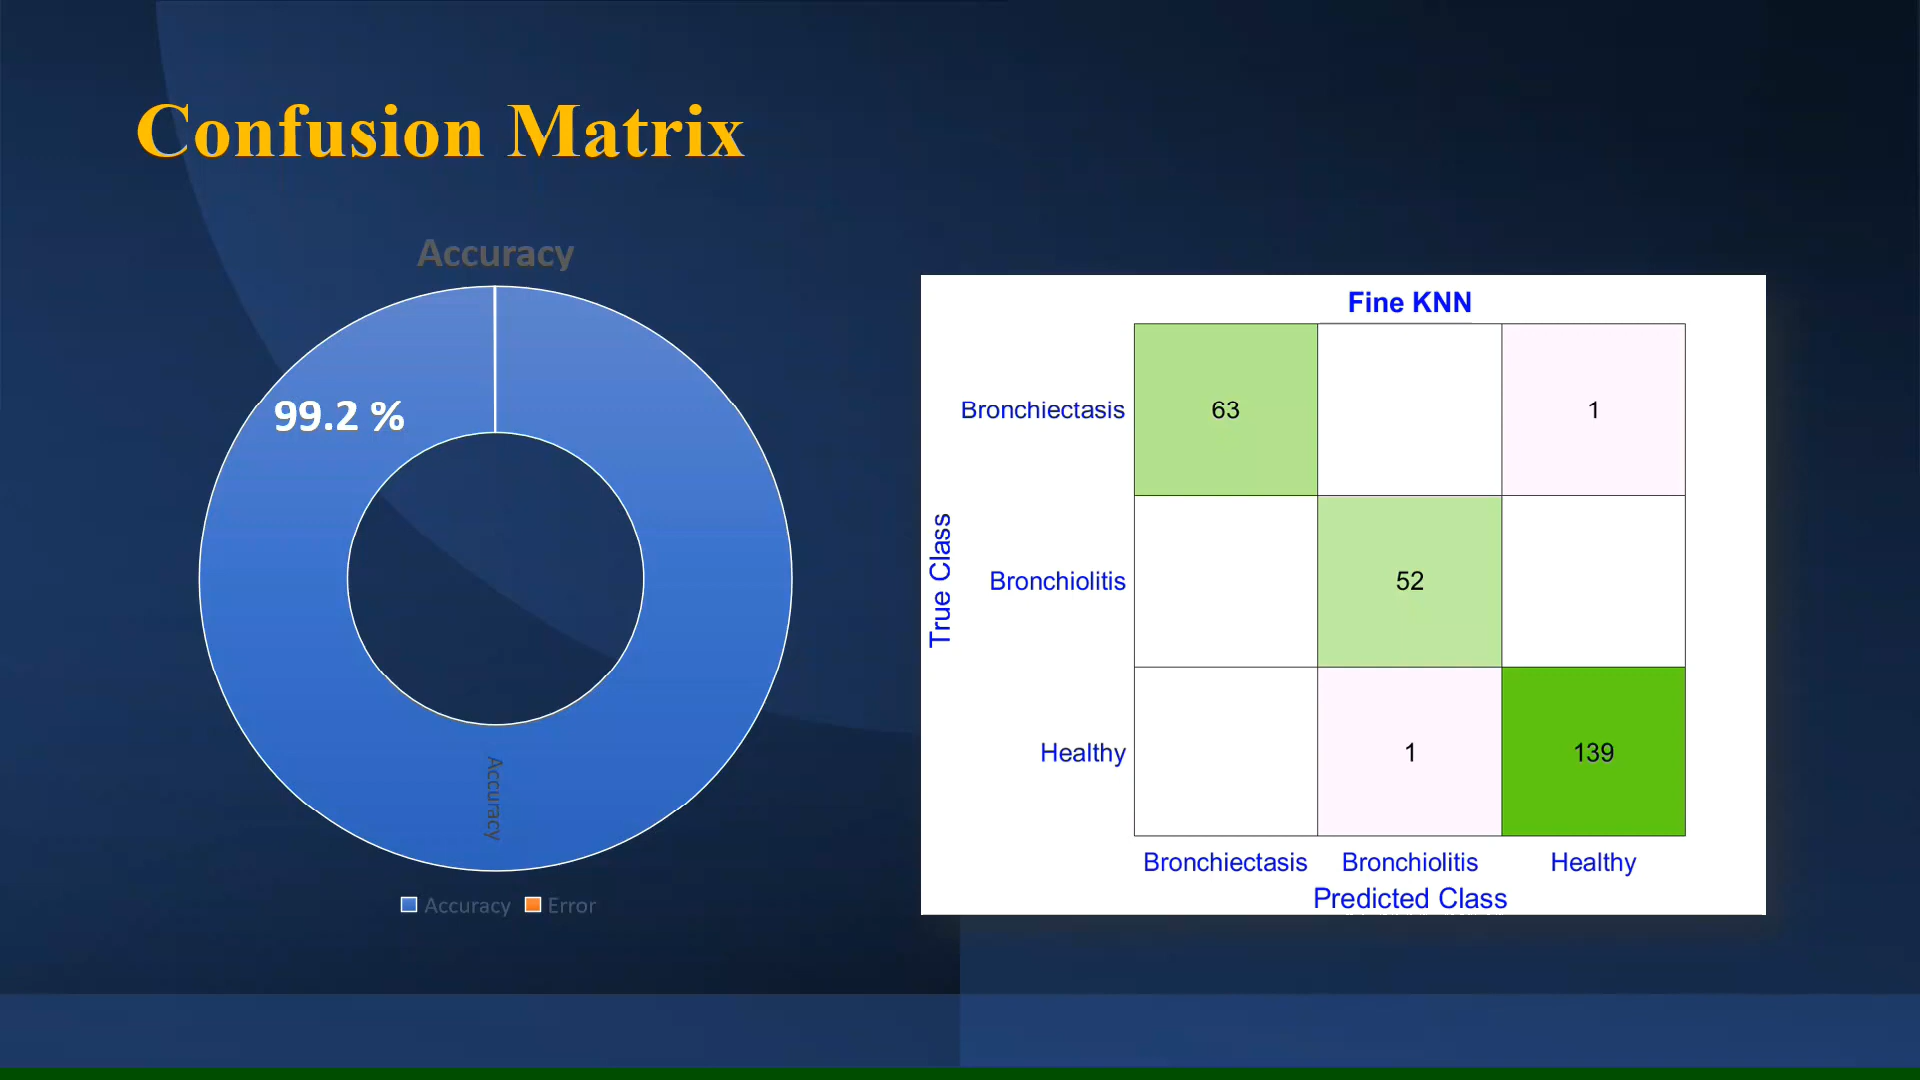 Confusion Matrix
Accuracy
99.2 %
Accuracy
Accuracy Error
Fine KNN
True Class
Bronchiectasis 63 1
Bronchiolitis 52
Healthy 1 139
Bronchiectasis Bronchiolitis Healthy
Predicted Class